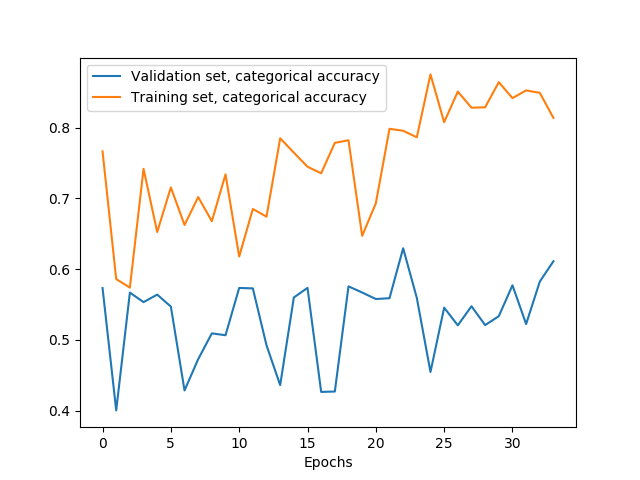 Validation set, categorical accuracy
Training set, categorical accuracy
0.8
0.7
0.6
0.5
0.4
0 5 10 15 20 25 30
Epochs